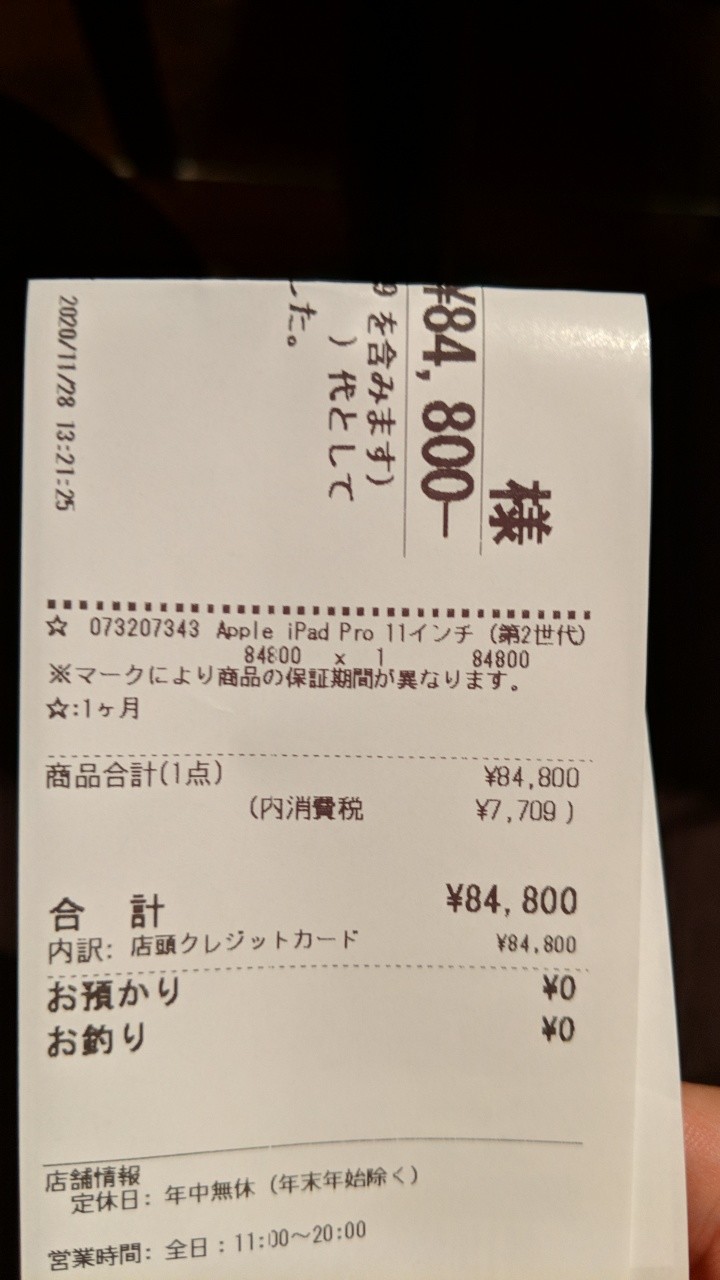 様
¥84,800-
9 を含みます)
) 代として
した。
2020/11/28 13:21:25
☆ 073207343 Apple iPad Pro 11インチ (第2世代)
84800 x 1 84800
※マークにより商品の保証期間が異なります。
☆:1ヶ月
商品合計(1点) ¥84,800
(内消費税 ¥7,709 )
合 計 ¥84,800
内訳: 店頭クレジットカード ¥84,800
お預かり ¥0
お釣り ¥0
店舗情報
定休日: 年中無休 (年末年始除く)
営業時間: 全日：11:00～20:00